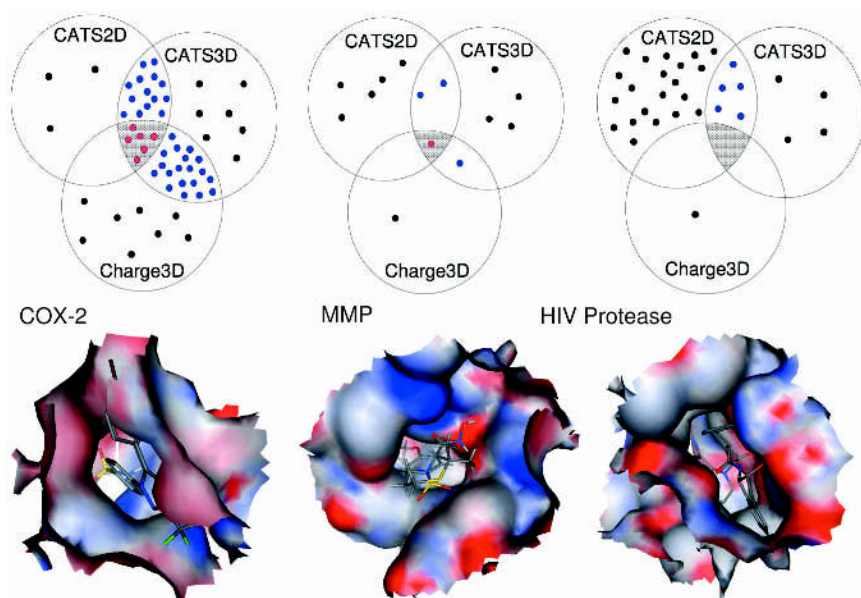 CATS2D
CATS3D
Charge3D
CATS2D
CATS3D
Charge3D
CATS2D
CATS3D
Charge3D
COX-2
MMP
HIV Protease